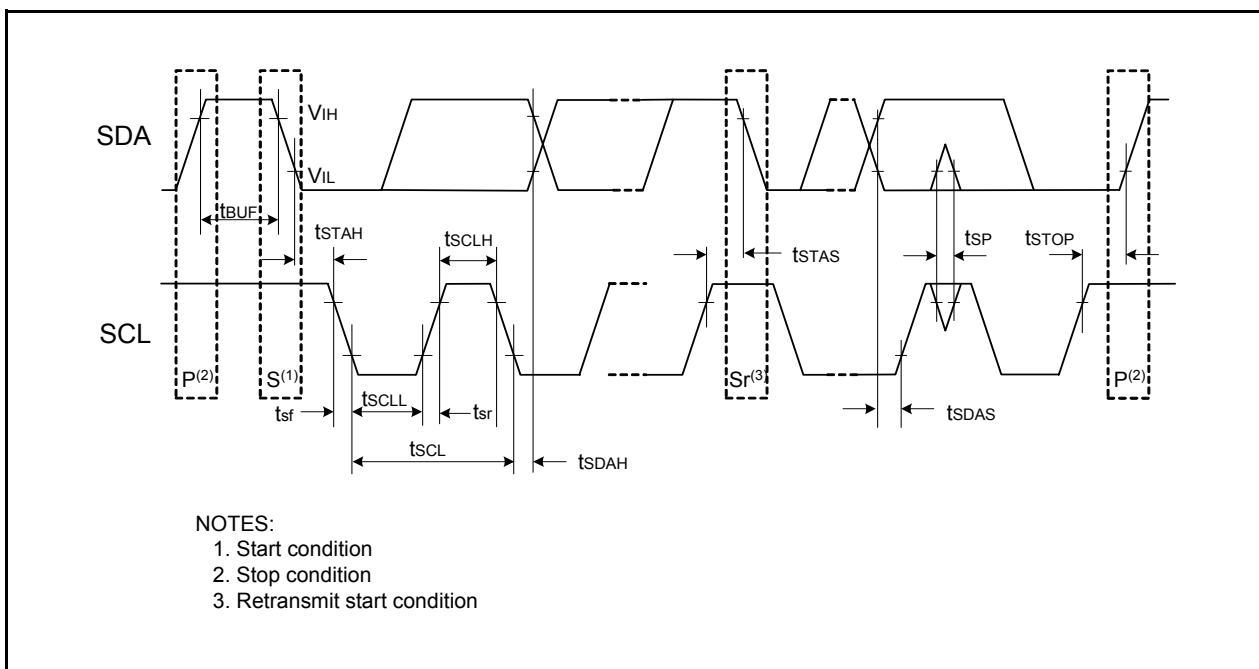 SDA
VIH
VIL
tBUF
tSTAH
tSCLH
tSTAS
tSP
tSTOP
SCL
P(2)
S(1)
Sr(3)
P(2)
tsf
tSCLL
tsr
tSDAS
tSCL
tSDAH
NOTES:
1. Start condition
2. Stop condition
3. Retransmit start condition